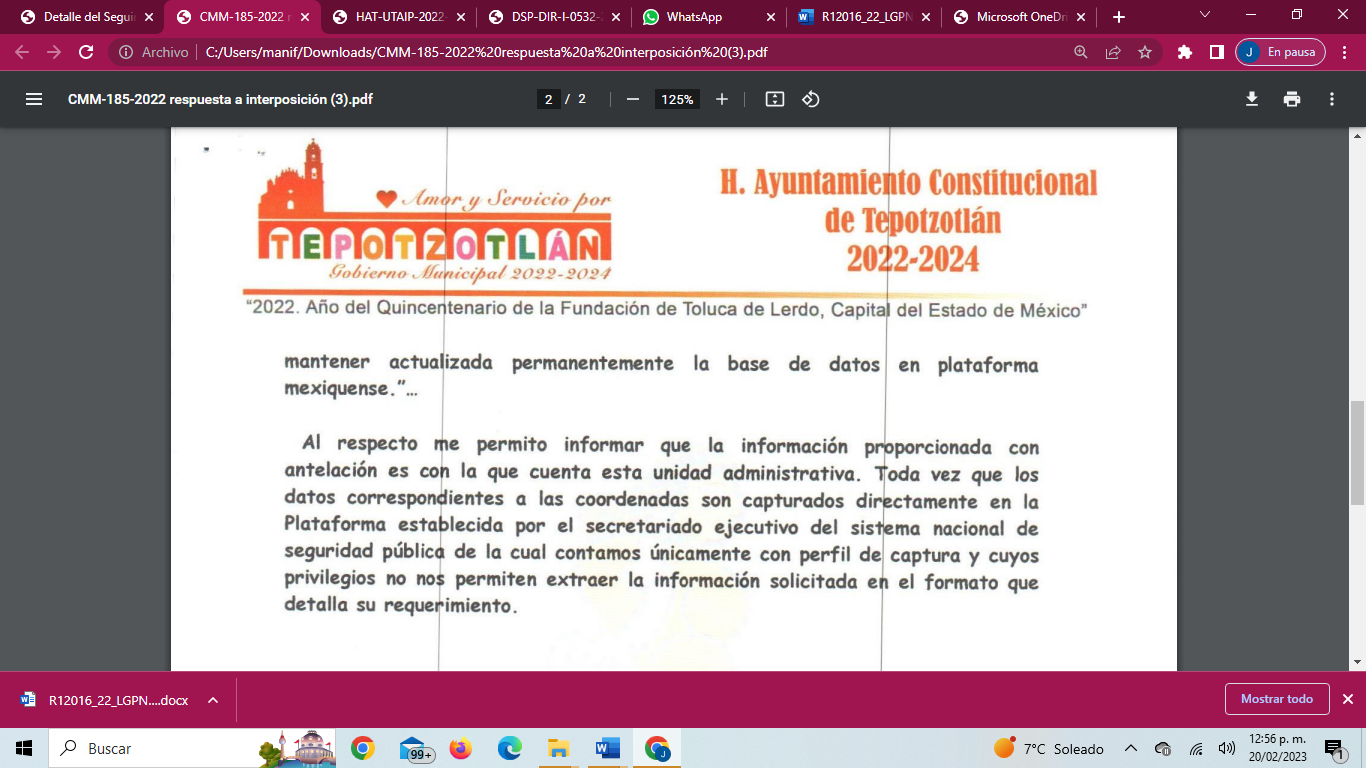 Detalle del Segui
CMM-185-2022 r
HAT-UTAIP-2022-
DSP-DIR-I-0532-2
WhatsApp
R12016_22_LGPN
Microsoft OneDri
Archivo
C:/Users/manif/Downloads/CMM-185-2022%20respuesta%20a%20interposición%20(3).pdf
J En pausa
CMM-185-2022 respuesta a interposición (3).pdf
2 / 2
125%
Amor y Servicio por
TEPOTZOTLÁN
Gobierno Municipal 2022-2024
H. Ayuntamiento Constitucional
de Tepotzotlán
2022-2024
“2022. Año del Quincentenario de la Fundación de Toluca de Lerdo, Capital del Estado de México”
mantener actualizada permanentemente la base de datos en plataforma
mexiquense.”…
Al respecto me permito informar que la información proporcionada con
antelación es con la que cuenta esta unidad administrativa. Toda vez que los
datos correspondientes a las coordenadas son capturados directamente en la
Plataforma establecida por el secretariado ejecutivo del sistema nacional de
seguridad pública de la cual contamos únicamente con perfil de captura y cuyos
privilegios no nos permiten extraer la información solicitada en el formato que
detalla su requerimiento.
R12016_22_LGPN....docx
Mostrar todo
Buscar
99+
J
7°C Soleado
12:56 p. m.
20/02/2023
1